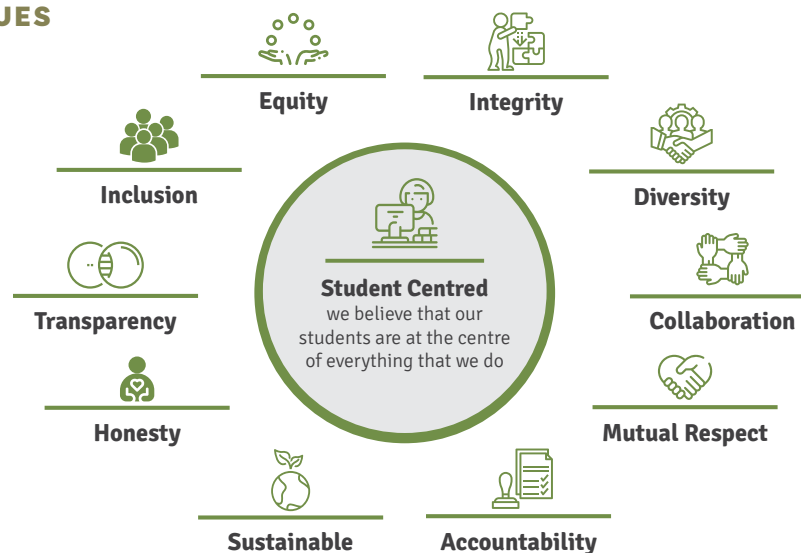 UES
Equity
Integrity
Inclusion
Diversity
Student Centred
we believe that our
students are at the centre
of everything that we do
Transparency
Collaboration
Honesty
Mutual Respect
Sustainable
Accountability